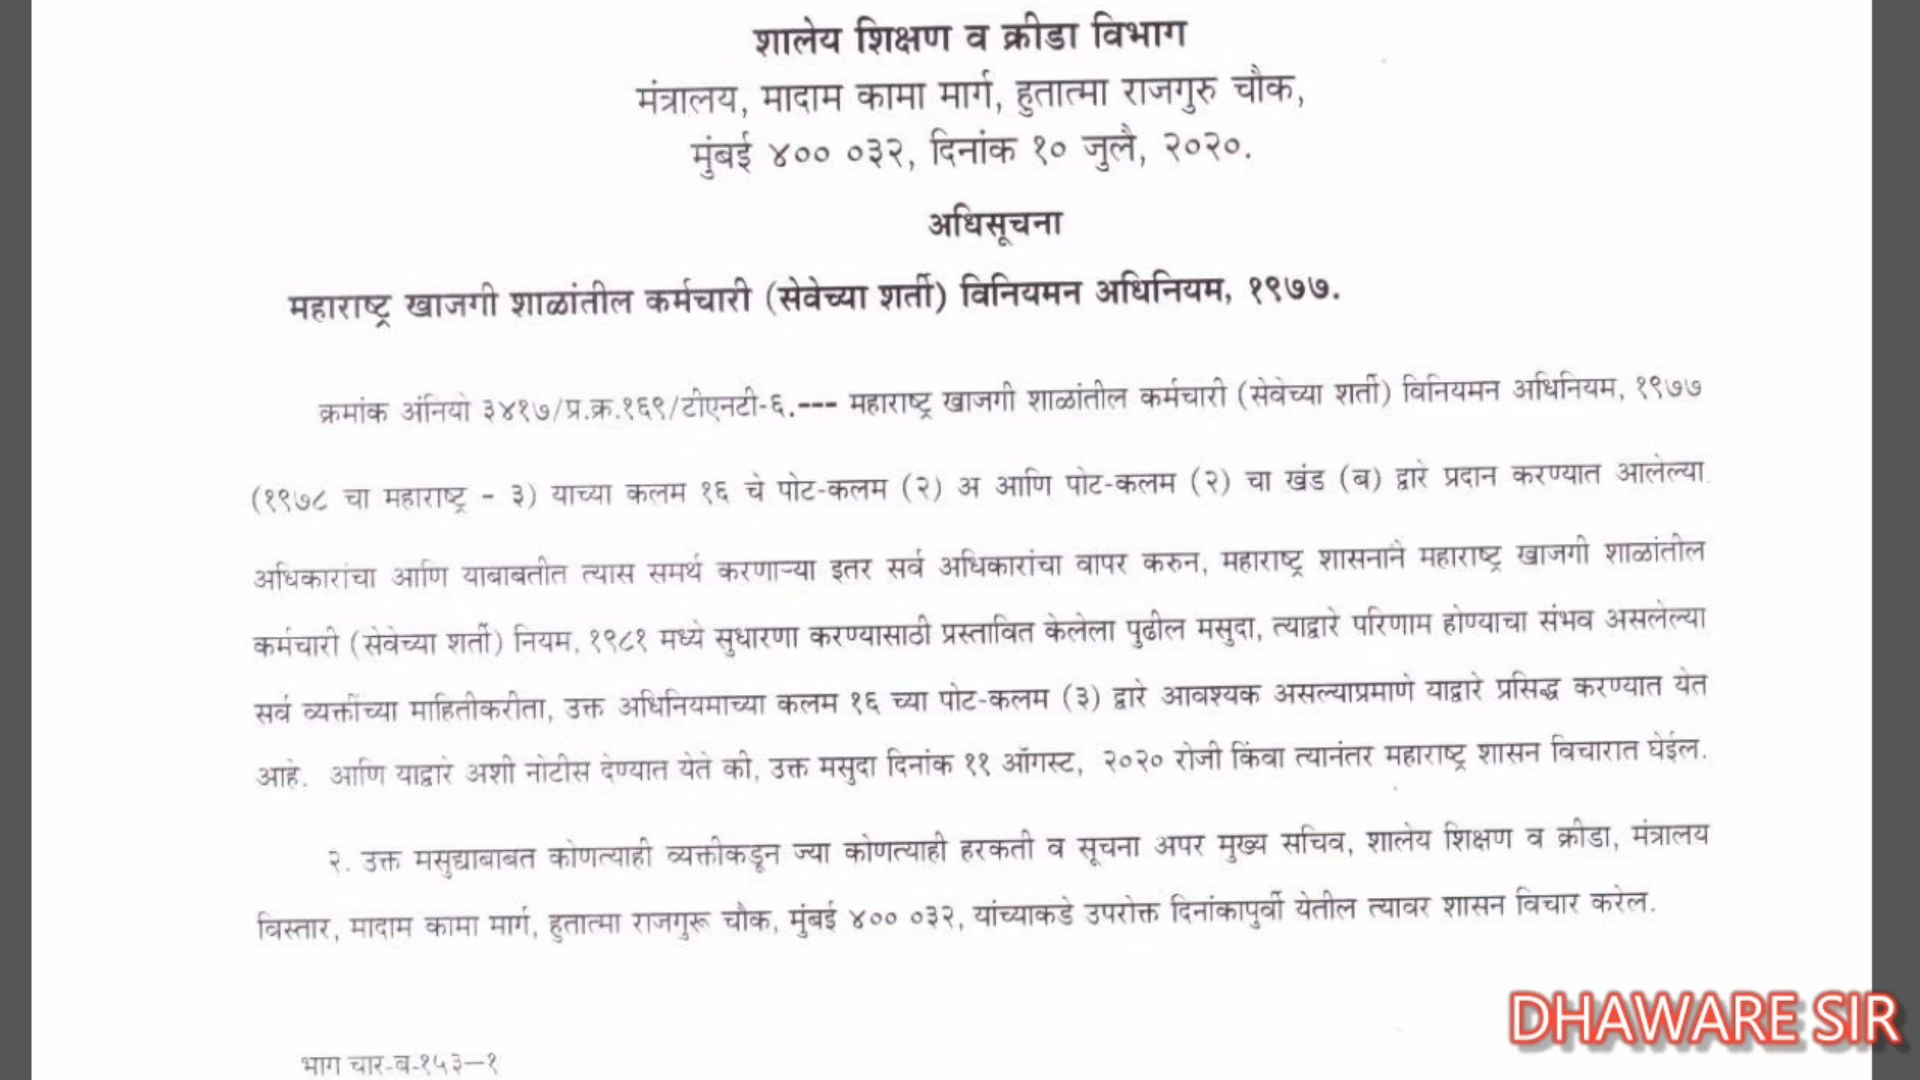 शालेय शिक्षण व क्रीडा विभाग
मंत्रालय, मादाम कामा मार्ग, हुतात्मा राजगुरु चौक,
मुंबई ४०० ०३२, दिनांक १० जुलै, २०२०.
अधिसूचना
महाराष्ट्र खाजगी शाळांतील कर्मचारी (सेवेच्या शर्ती) विनियमन अधिनियम, १९७७.
क्रमांक अंनियो ३४१७/प्र.क्र.१६९/टीएनटी-६.--- महाराष्ट्र खाजगी शाळांतील कर्मचारी (सेवेच्या शर्ती) विनियमन अधिनियम, १९७७
(१९७८ चा महाराष्ट्र - ३) याच्या कलम १६ चे पोट-कलम (२) अ आणि पोट-कलम (२) चा खंड (ब) द्वारे प्रदान करण्यात आलेल्या
अधिकारांचा आणि याबाबतीत त्यास समर्थ करणाऱ्या इतर सर्व अधिकारांचा वापर करुन, महाराष्ट्र शासनाने महाराष्ट्र खाजगी शाळांतील
कर्मचारी (सेवेच्या शर्ती) नियम, १९८१ मध्ये सुधारणा करण्यासाठी प्रस्तावित केलेला पुढील मसुदा, त्याद्वारे परिणाम होण्याचा संभव असलेल्या
सर्व व्यक्तींच्या माहितीकरीता, उक्त अधिनियमाच्या कलम १६ च्या पोट-कलम (३) द्वारे आवश्यक असल्याप्रमाणे याद्वारे प्रसिद्ध करण्यात येत
आहे. आणि याद्वारे अशी नोटीस देण्यात येते की, उक्त मसुदा दिनांक ११ ऑगस्ट, २०२० रोजी किंवा त्यानंतर महाराष्ट्र शासन विचारात घेईल.
२. उक्त मसुद्याबाबत कोणत्याही व्यक्तीकडून ज्या कोणत्याही हरकती व सूचना अपर मुख्य सचिव, शालेय शिक्षण व क्रीडा, मंत्रालय
विस्तार, मादाम कामा मार्ग, हुतात्मा राजगुरू चौक, मुंबई ४०० ०३२, यांच्याकडे उपरोक्त दिनांकापुर्वी येतील त्यावर शासन विचार करेल.
DHAWARE SIR
भाग चार-ब-१५३—१